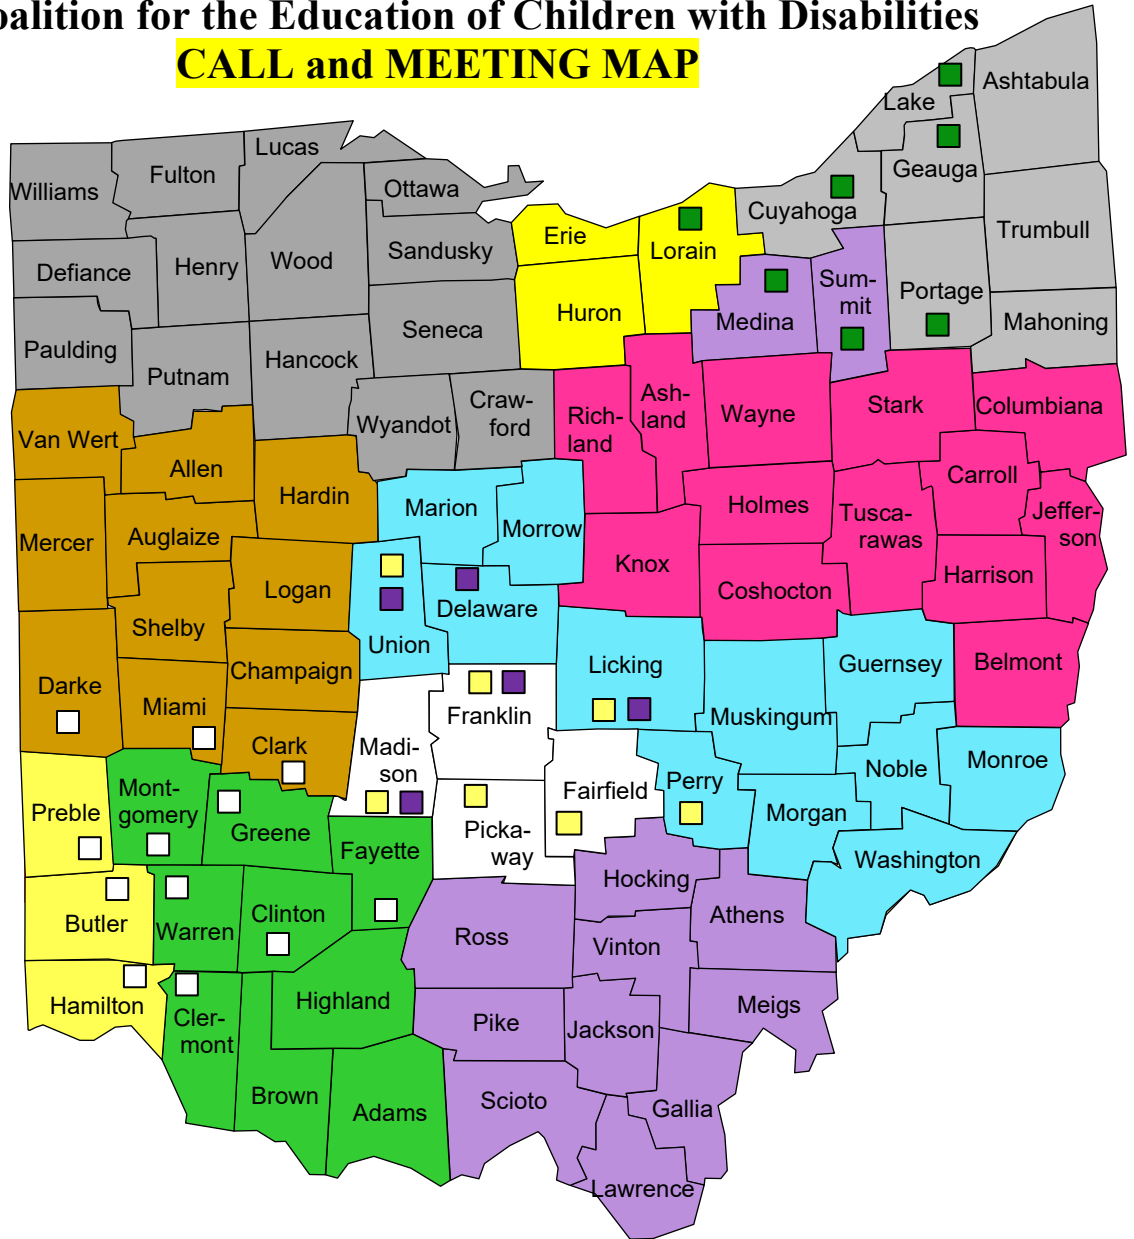 oalition for the Education of Children with Disabilities
CALL and MEETING MAP
Ashtabula
Lake
Lucas
Geauga
Fulton
Williams
Ottawa
Cuyahoga
Trumbull
Erie
Lorain
Sandusky
Wood
Henry
Defiance
Sum-
mit
Portage
Huron
Medina
Mahoning
Seneca
Paulding
Hancock
Putnam
Ash-
land
Craw-
ford
Rich-
land
Wayne
Stark
Columbiana
Wyandot
Van Wert
Allen
Carroll
Hardin
Marion
Holmes
Jeffer-
son
Tusca-
rawas
Morrow
Auglaize
Mercer
Knox
Harrison
Logan
Coshocton
Delaware
Shelby
Union
Licking
Guernsey
Belmont
Champaign
Darke
Miami
Franklin
Muskingum
Clark
Madi-
son
Monroe
Noble
Perry
Fairfield
Mont-
gomery
Preble
Morgan
Greene
Picka-
way
Fayette
Washington
Hocking
Clinton
Athens
Butler
Warren
Ross
Vinton
Highland
Hamilton
Meigs
Pike
Jackson
Cler-
mont
Brown
Scioto
Gallia
Adams
Lawrence